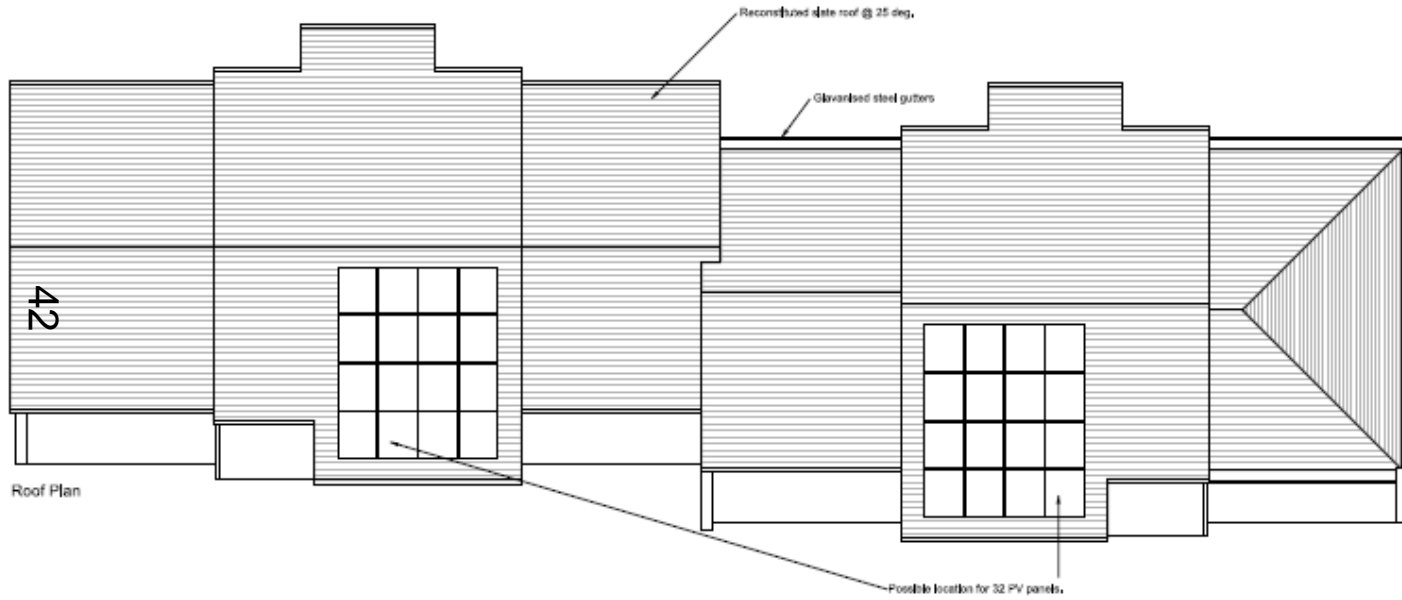 Reconstituted slate roof @ 25 deg.
Glavanised steel gutters
42
Roof Plan
Possible location for 32 PV panels.